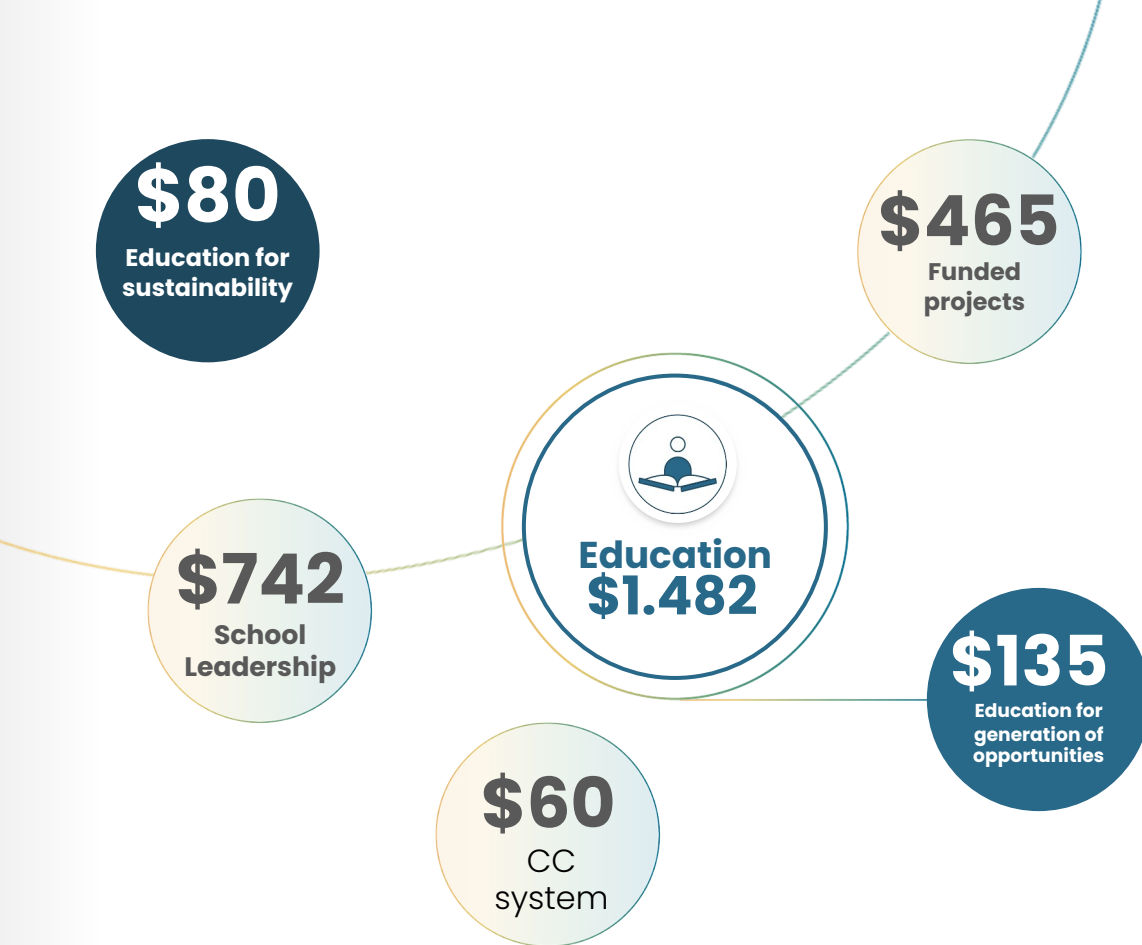 $80
Education for
sustainability
$465
Funded
projects
Education
$1.482
$742
School
Leadership
$135
Education for
generation of
opportunities
$60
CC
system